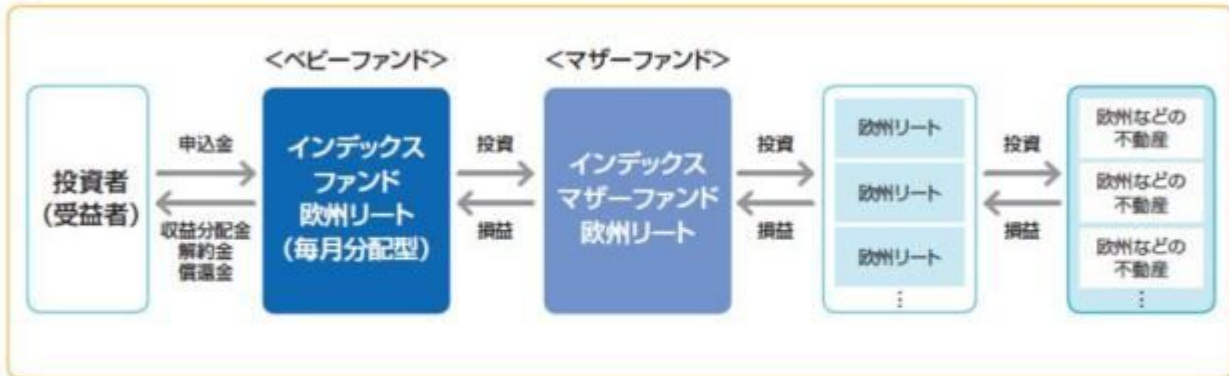 <ベビーファンド>
<マザーファンド>
投資者
(受益者)
申込金
収益分配金
解約金
償還金
インデックス
ファンド
欧州リート
(毎月分配型)
投資
損益
インデックス
マザーファンド
欧州リート
投資
損益
欧州リート
欧州リート
欧州リート
⋮
投資
損益
欧州などの
不動産
欧州などの
不動産
欧州などの
不動産
⋮